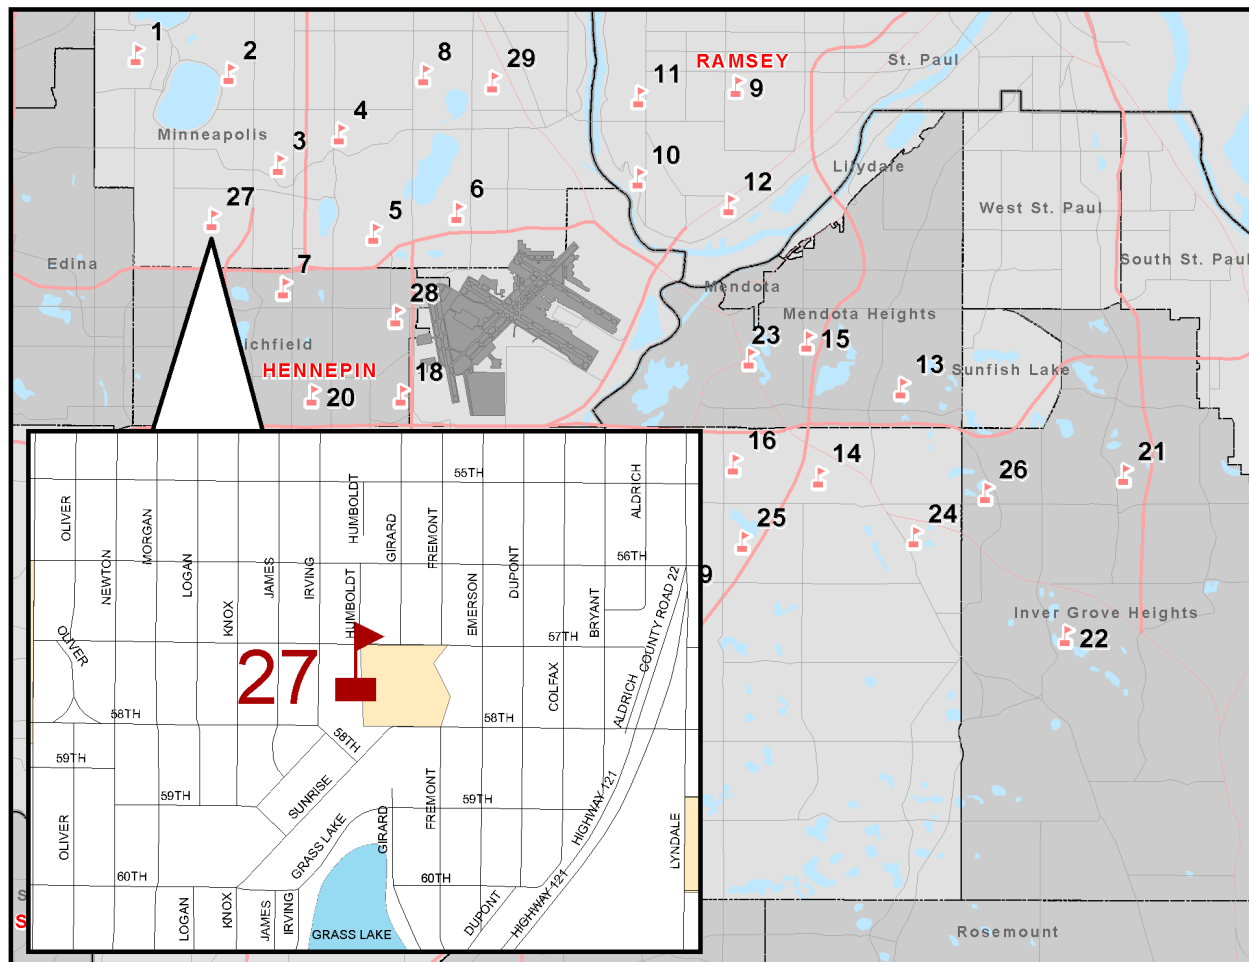 1
2
8
29
11
RAMSEY
9
St. Paul
Minneapolis
4
3
10
Lilydale
27
5
6
12
West St. Paul
Edina
7
South St. Paul
28
Mendota
Mendota Heights
ichfield
HENNEPIN
20
18
23
15
13
Sunfish Lake
16
14
26
21
25
24
9
Inver Grove Heights
22
Rosemount
S
S
55TH
OLIVER
MORGAN
HUMBOLDT
GIRARD
FREMONT
ALDRICH
56TH
NEWTON
LOGAN
KNOX
JAMES
IRVING
HUMBOLDT
EMERSON
DUPONT
BRYANT
ALDRICH COUNTY ROAD 22
57TH
OLIVER
27
COLFAX
58TH
58TH
58TH
59TH
59TH
SUNRISE
59TH
OLIVER
GRASS LAKE
GIRARD
FREMONT
HIGHWAY 121
LYNDALE
60TH
60TH
LOGAN
KNOX
JAMES
IRVING
GRASS LAKE
DUPONT
HIGHWAY 121